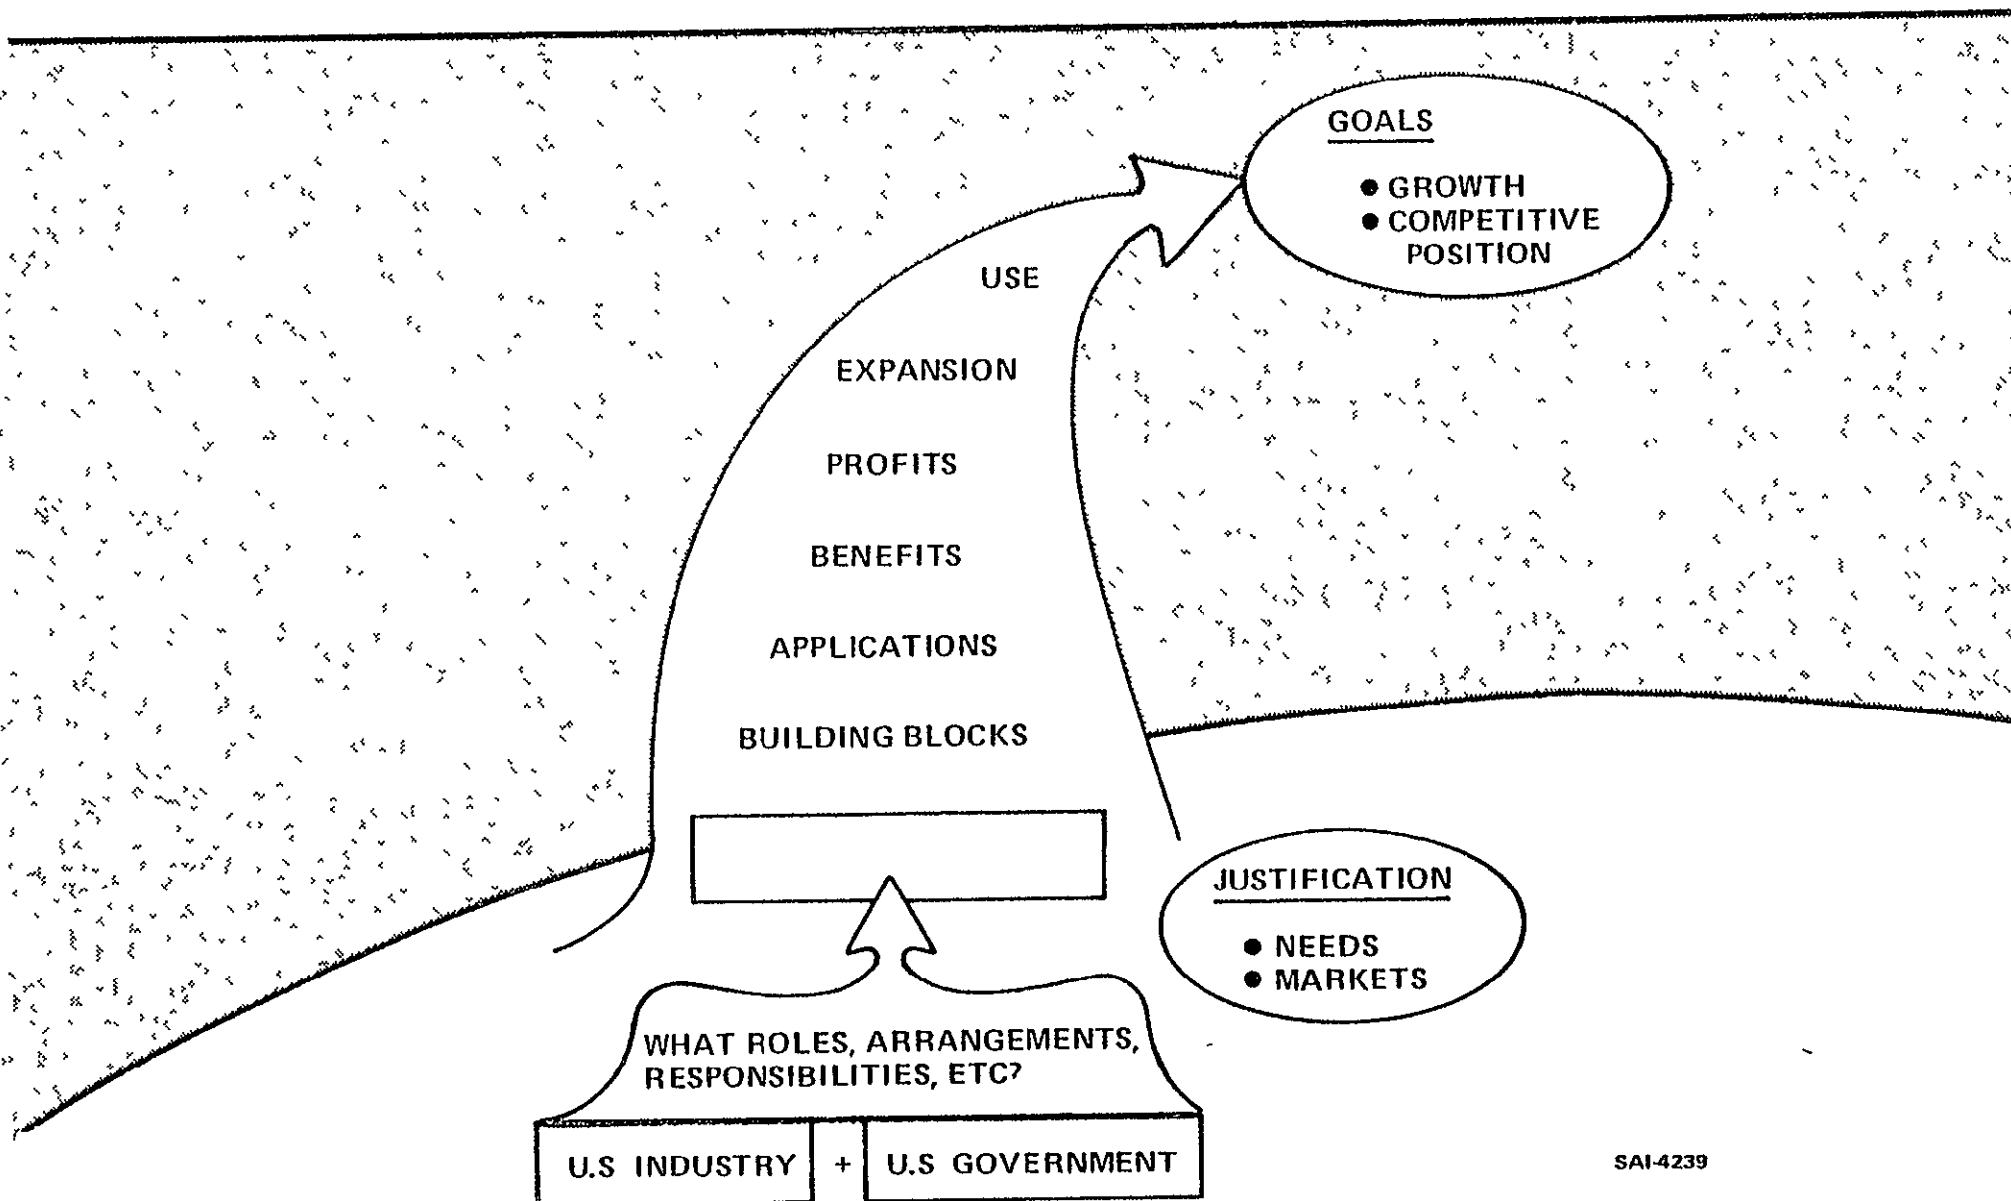 GOALS
● GROWTH
● COMPETITIVE
POSITION
USE
EXPANSION
PROFITS
BENEFITS
APPLICATIONS
BUILDING BLOCKS
JUSTIFICATION
● NEEDS
● MARKETS
WHAT ROLES, ARRANGEMENTS,
RESPONSIBILITIES, ETC?
U.S INDUSTRY + U.S GOVERNMENT
SAI-4239